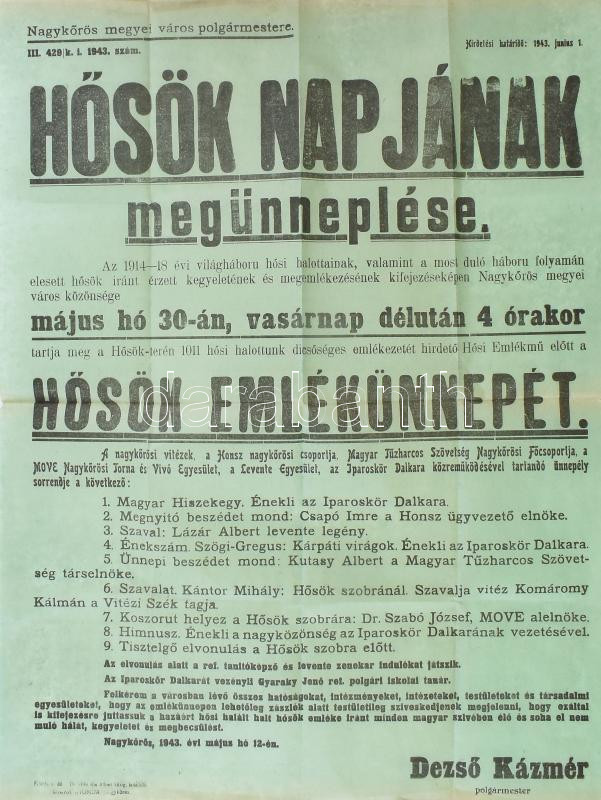 Nagykőrös megyei város polgármestere.
III. 429/k. i. 1943. szám.
Hirdetési határidő: 1943. junius 1.
HŐSÖK NAPJÁNAK
megünneplése.
Az 1914—18 évi világháboru hősi halottainak, valamint a most duló háboru folyamán
elesett hősök iránt érzett kegyeletének és megemlékezésének kifejezéseképen Nagykőrös megyei
város közönsége
május hó 30-án, vasárnap délután 4 órakor
tartja meg a Hősök-terén 1011 hősi halottunk dicsőséges emlékezetét hirdető Hősi Emlékmű előtt a
HŐSÖK EMLÉKÜNNEPÉT.
darabanth
A nagykőrösi vitézek, a Honsz nagykőrösi csoportja, Magyar Tűzharcos Szövetség Nagykőrösi Főcsoportja, a
MOVE Nagykőrösi Torna és Vivó Egyesület, a Levente Egyesület, az Iparoskör Dalkara közreműködésével tartandó ünnepély
sorrendje a következő:
1. Magyar Hiszekegy. Énekli az Iparoskör Dalkara.
2. Megnyitó beszédet mond: Csapó Imre a Honsz ügyvezető elnöke.
3. Szaval: Lázár Albert levente legény.
4. Énekszám. Szögi-Gregus: Kárpáti virágok. Énekli az Iparoskör Dalkara.
5. Ünnepi beszédet mond: Kutasy Albert a Magyar Tűzharcos Szövet-
ség társelnöke.
6. Szavalat. Kántor Mihály: Hősök szobránál. Szavalja vitéz Komáromy
Kálmán a Vitézi Szék tagja.
7. Koszorut helyez a Hősök szobrára: Dr. Szabó József, MOVE alelnöke.
8. Himnusz. Énekli a nagyközönség az Iparoskör Dalkarának vezetésével.
9. Tisztelgő elvonulás a Hősök szobra előtt.
Az elvonulás alatt a ref. tanitóképző és levente zenekar indulókat játszik.
Az Iparoskör Dalkarát vezényli Gyaraky Jenő ref. polgári iskolai tanár.
Felkérem a városban lévő összes hatóságokat, intézményeket, intézeteket, testületeket és társadalmi
egyesületeket, hogy az emlékünnepen lehetőleg zászlók alatt testületileg sziveskedjenek megjelenni, hogy ezáltal
is kifejezésre juttassuk a hazáért hősi halált halt hősök emléke iránt minden magyar szivében élő és soha el nem
muló hálát, kegyeletet és megbecsülést.
Nagykőrös, 1943. évi május hó 12-én.
Dezső Kázmér
polgármester